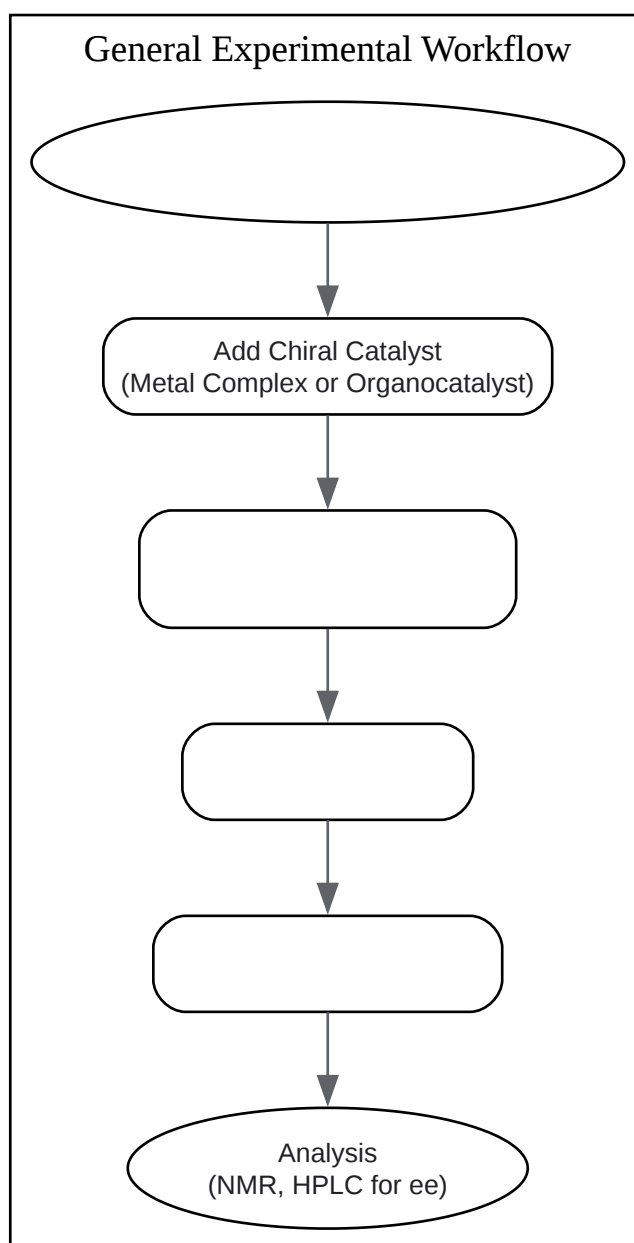 General Experimental Workflow
Add Chiral Catalyst
(Metal Complex or Organocatalyst)
Analysis
(NMR, HPLC for ee)